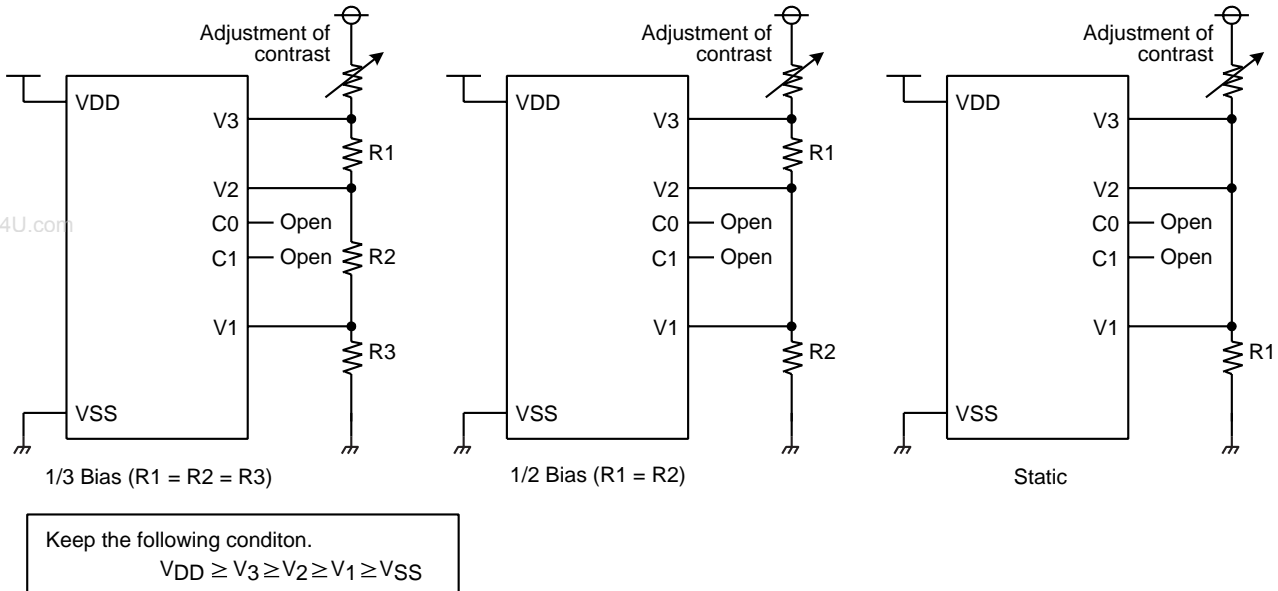 Adjustment of
contrast
VDD
V3
R1
V2
C0 Open
C1 Open
R2
V1
R3
VSS
1/3 Bias (R1 = R2 = R3)
Adjustment of
contrast
VDD
V3
R1
V2
C0 Open
C1 Open
V1
R2
VSS
1/2 Bias (R1 = R2)
Adjustment of
contrast
VDD
V3
V2
C0 Open
C1 Open
V1
R1
VSS
Static
4U.com
Keep the following conditon.
VDD ≥ V3 ≥ V2 ≥ V1 ≥ VSS